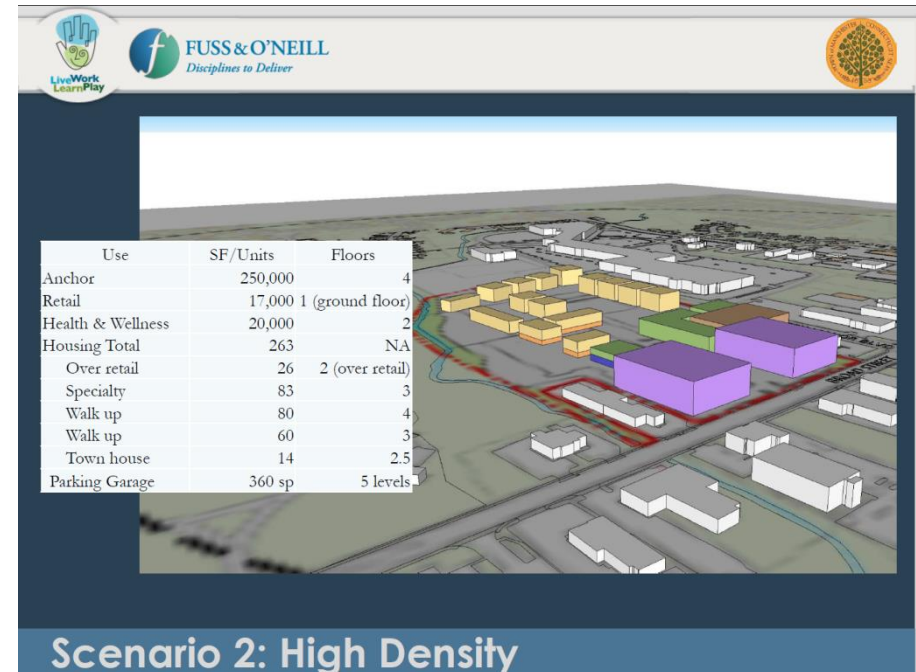 LiveWork
LearnPlay
FUSS & O'NEILL
Disciplines to Deliver
Use SF/Units Floors
Anchor 250,000 4
Retail 17,000 1 (ground floor)
Health & Wellness 20,000 2
Housing Total 263 NA
Over retail 26 2 (over retail)
Specialty 83 3
Walk up 80 4
Walk up 60 3
Town house 14 2.5
Parking Garage 360 sp 5 levels
Scenario 2: High Density